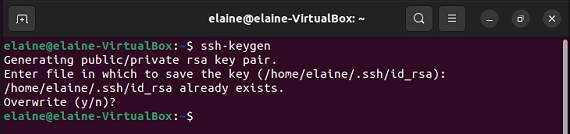 elaine@elaine-VirtualBox: ~
elaine@elaine-VirtualBox:~$ ssh-keygen
Generating public/private rsa key pair.
Enter file in which to save the key (/home/elaine/.ssh/id_rsa):
/home/elaine/.ssh/id_rsa already exists.
Overwrite (y/n)?
elaine@elaine-VirtualBox:~$